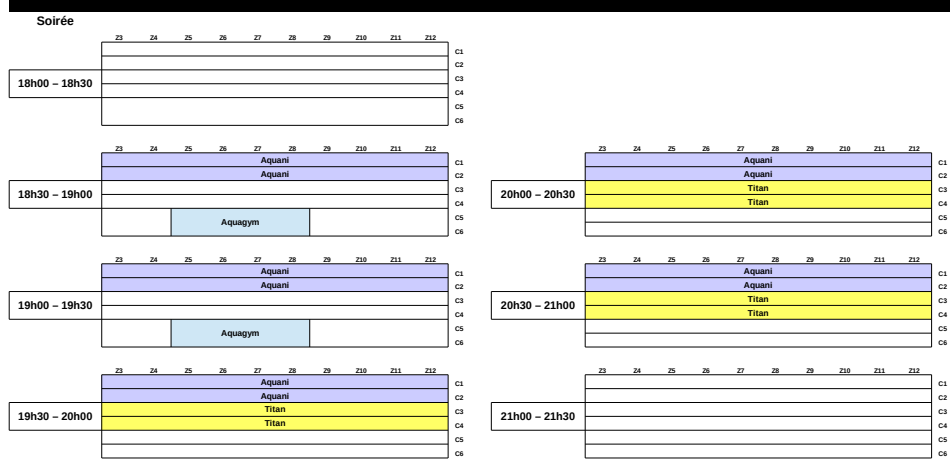 Soirée
Z3 Z4 Z5 Z6 Z7 Z8 Z9 Z10 Z11 Z12
C1
C2
18h00 – 18h30 C3
C4
C5
C6
Z3 Z4 Z5 Z6 Z7 Z8 Z9 Z10 Z11 Z12
Aquani C1
Aquani C2
18h30 – 19h00 C3
C4
Aquagym C5
C6
Z3 Z4 Z5 Z6 Z7 Z8 Z9 Z10 Z11 Z12
Aquani C1
Aquani C2
19h00 – 19h30 C3
C4
Aquagym C5
C6
Z3 Z4 Z5 Z6 Z7 Z8 Z9 Z10 Z11 Z12
Aquani C1
Aquani C2
19h30 – 20h00 Titan C3
Titan C4
C5
C6
Z3 Z4 Z5 Z6 Z7 Z8 Z9 Z10 Z11 Z12
Aquani C1
Aquani C2
20h00 – 20h30 Titan C3
Titan C4
C5
C6
Z3 Z4 Z5 Z6 Z7 Z8 Z9 Z10 Z11 Z12
Aquani C1
Aquani C2
20h30 – 21h00 Titan C3
Titan C4
C5
C6
Z3 Z4 Z5 Z6 Z7 Z8 Z9 Z10 Z11 Z12
C1
C2
21h00 – 21h30 C3
C4
C5
C6